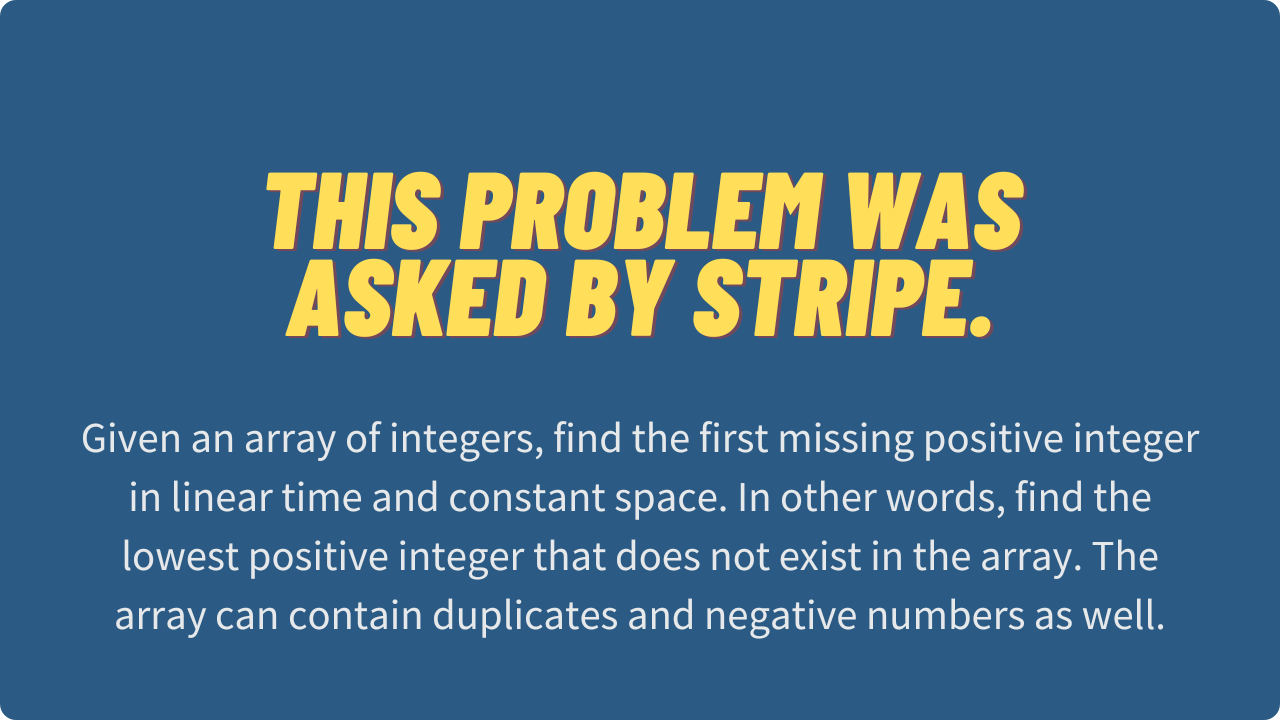 THIS PROBLEM WAS
ASKED BY STRIPE.
Given an array of integers, find the first missing positive integer
in linear time and constant space. In other words, find the
lowest positive integer that does not exist in the array. The
array can contain duplicates and negative numbers as well.